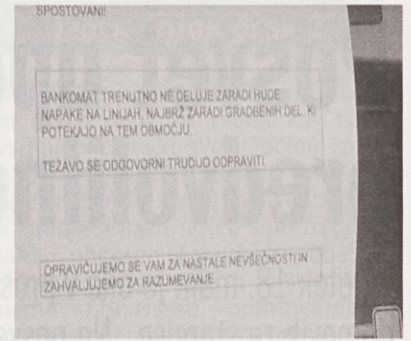 SPOSTOVANI!
BANKOMAT TRENUTNO NE DELUJE ZARADI HUDE
NAPAKE NA LINIJAH, NAJBRŽ ZARADI GRADBENIH DEL, KI
POTEKAJO NA TEM OBMOČJU.
TEŽAVO SE ODGOVORNI TRUDIJO ODPRAVITI.
OPRAVIČUJEMO SE VAM ZA NASTALE NEVŠEČNOSTI IN
ZAHVALJUJEMO ZA RAZUMEVANJE